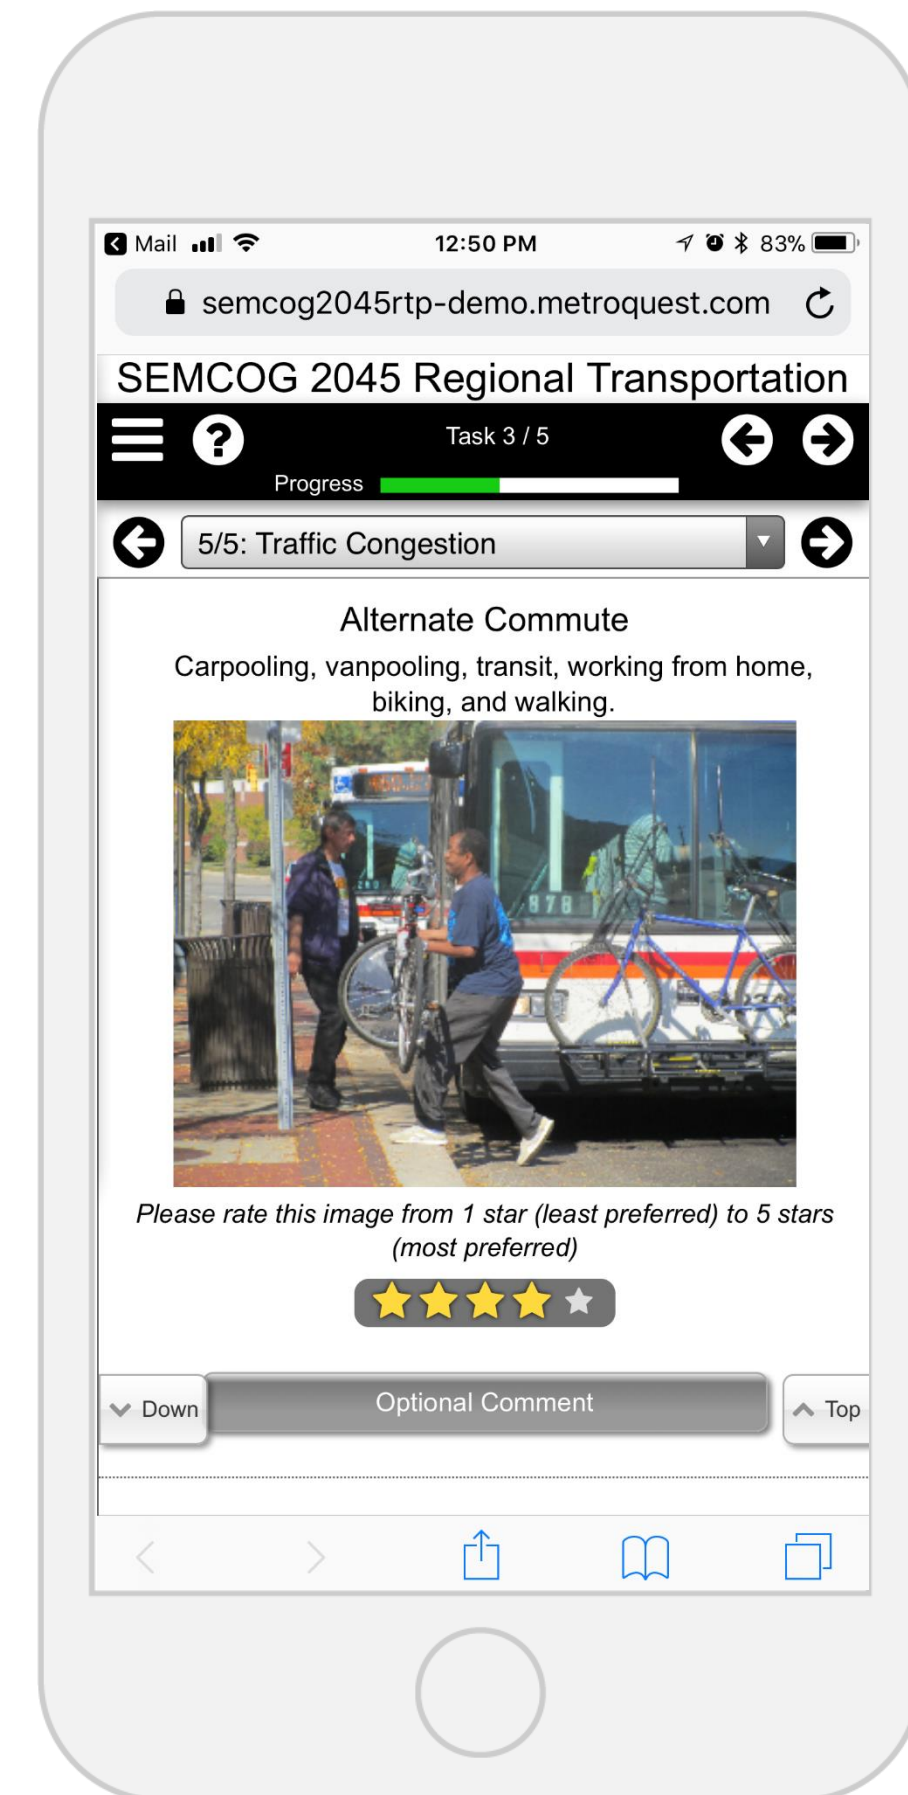 Mail 12:50 PM 83%
semcog2045rtp-demo.metroquest.com
SEMCOG 2045 Regional Transportation
? Task 3 / 5
Progress
5/5: Traffic Congestion
Alternate Commute
Carpooling, vanpooling, transit, working from home,
biking, and walking.
878
Please rate this image from 1 star (least preferred) to 5 stars
(most preferred)
Down Optional Comment Top